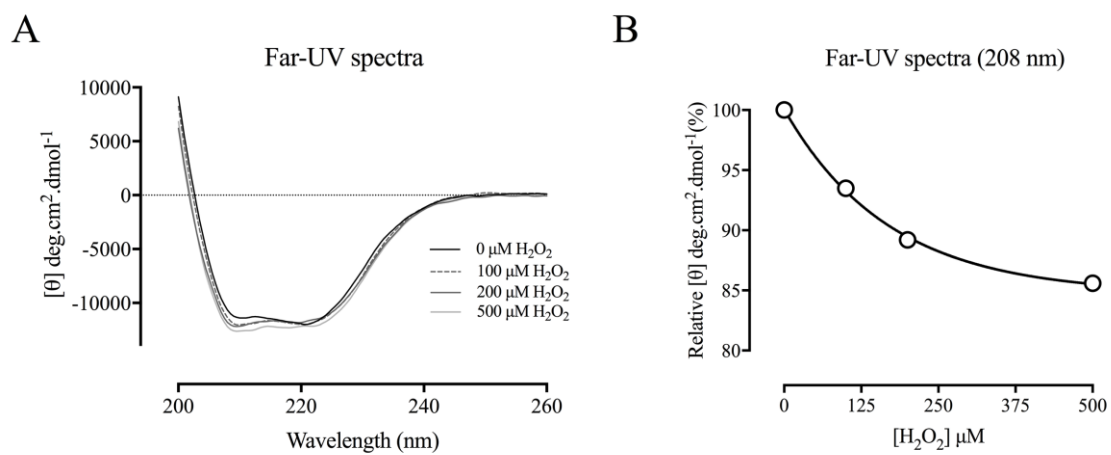 A
Far-UV spectra
[θ] deg.cm².dmol⁻¹
10000
5000
0
-5000
-10000
0 μM H₂O₂
100 μM H₂O₂
200 μM H₂O₂
500 μM H₂O₂
200
220
240
260
Wavelength (nm)
B
Far-UV spectra (208 nm)
Relative [θ] deg.cm².dmol⁻¹(%)
100
95
90
85
80
0
125
250
375
500
[H₂O₂] μM